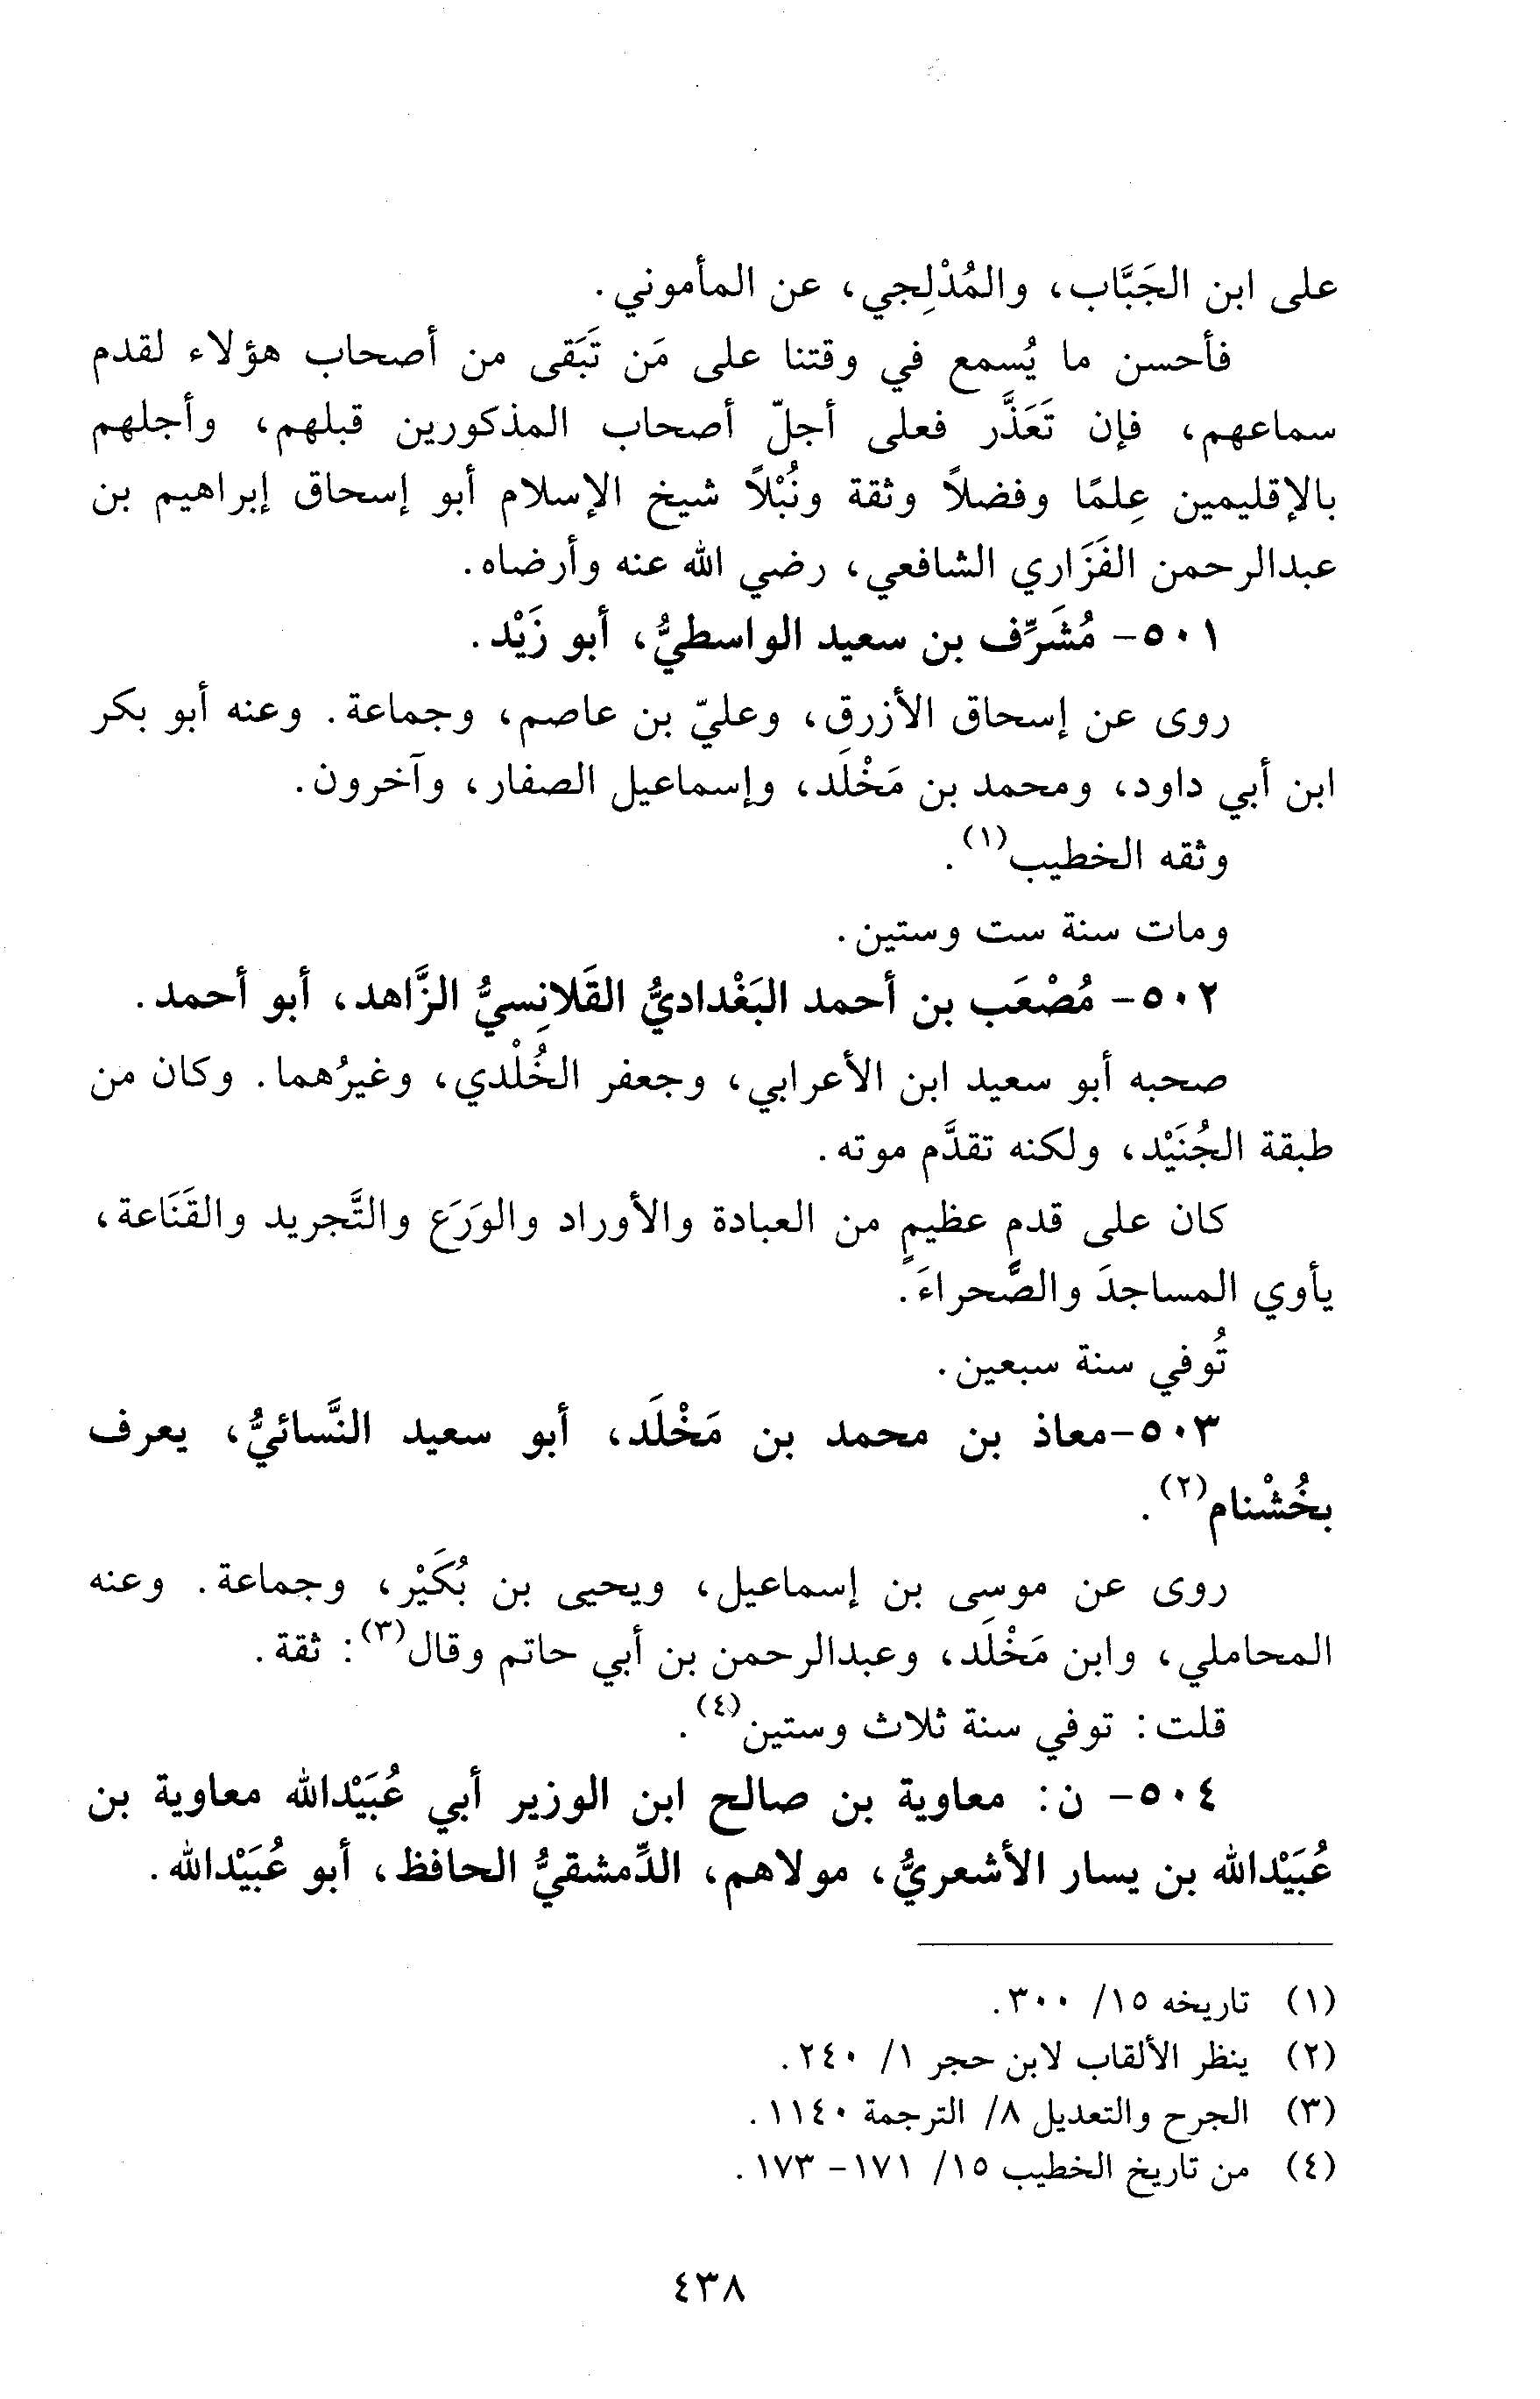 على ابن الجَبَّاب، والمُدْلِجي، عن المأموني.
فأحسن ما يُسمع في وقتنا على مَن تَبَقى من أصحاب هؤلاء لقدم
سماعهم، فإن تَعَذَّر فعلى أجلّ أصحاب المذكورين قبلهم، وأجلهم
بالإقليمين عِلمًا وفضلاً وثقة ونُبْلاً شيخ الإسلام أبو إسحاق إبراهيم بن
عبدالرحمن الفَزَاري الشافعي، رضي الله عنه وأرضاه.
٥٠١- مُشَرِّف بن سعيد الواسطيُّ، أبو زَيْد.
روى عن إسحاق الأزرق، وعليّ بن عاصم، وجماعة. وعنه أبو بكر
ابن أبي داود، ومحمد بن مَخْلَد، وإسماعيل الصفار، وآخرون.
وثقه الخطيب(١).
ومات سنة ست وستين.
٥٠٢- مُصْعَب بن أحمد البَغْداديُّ القَلانِسيُّ الزَّاهد، أبو أحمد.
صحبه أبو سعيد ابن الأعرابي، وجعفر الخُلْدي، وغيرُهما. وكان من
طبقة الجُنَيْد، ولكنه تقدَّم موته.
كان على قدمٍ عظيمٍ من العبادة والأوراد والوَرَع والتَّجريد والقَنَاعة،
يأوي المساجدَ والصَّحراءَ.
تُوفي سنة سبعين.
٥٠٣-معاذ بن محمد بن مَخْلَد، أبو سعيد النَّسائيُّ، يعرف
بخُشْنام(٢).
روى عن موسى بن إسماعيل، ويحيى بن بُكَيْر، وجماعة. وعنه
المحاملي، وابن مَخْلَد، وعبدالرحمن بن أبي حاتم وقال(٣): ثقة.
قلت: توفي سنة ثلاث وستين(٤).
٥٠٤- ن: معاوية بن صالح ابن الوزير أبي عُبَيْدالله معاوية بن
عُبَيْدالله بن يسار الأشعريُّ، مولاهم، الدِّمشقيُّ الحافظ، أبو عُبَيْدالله.
(١) تاريخه ١٥/ ٣٠٠.
(٢) ينظر الألقاب لابن حجر ١/ ٢٤٠.
(٣) الجرح والتعديل ٨/ الترجمة ١١٤٠.
(٤) من تاريخ الخطيب ١٥/ ١٧١- ١٧٣.
٤٣٨